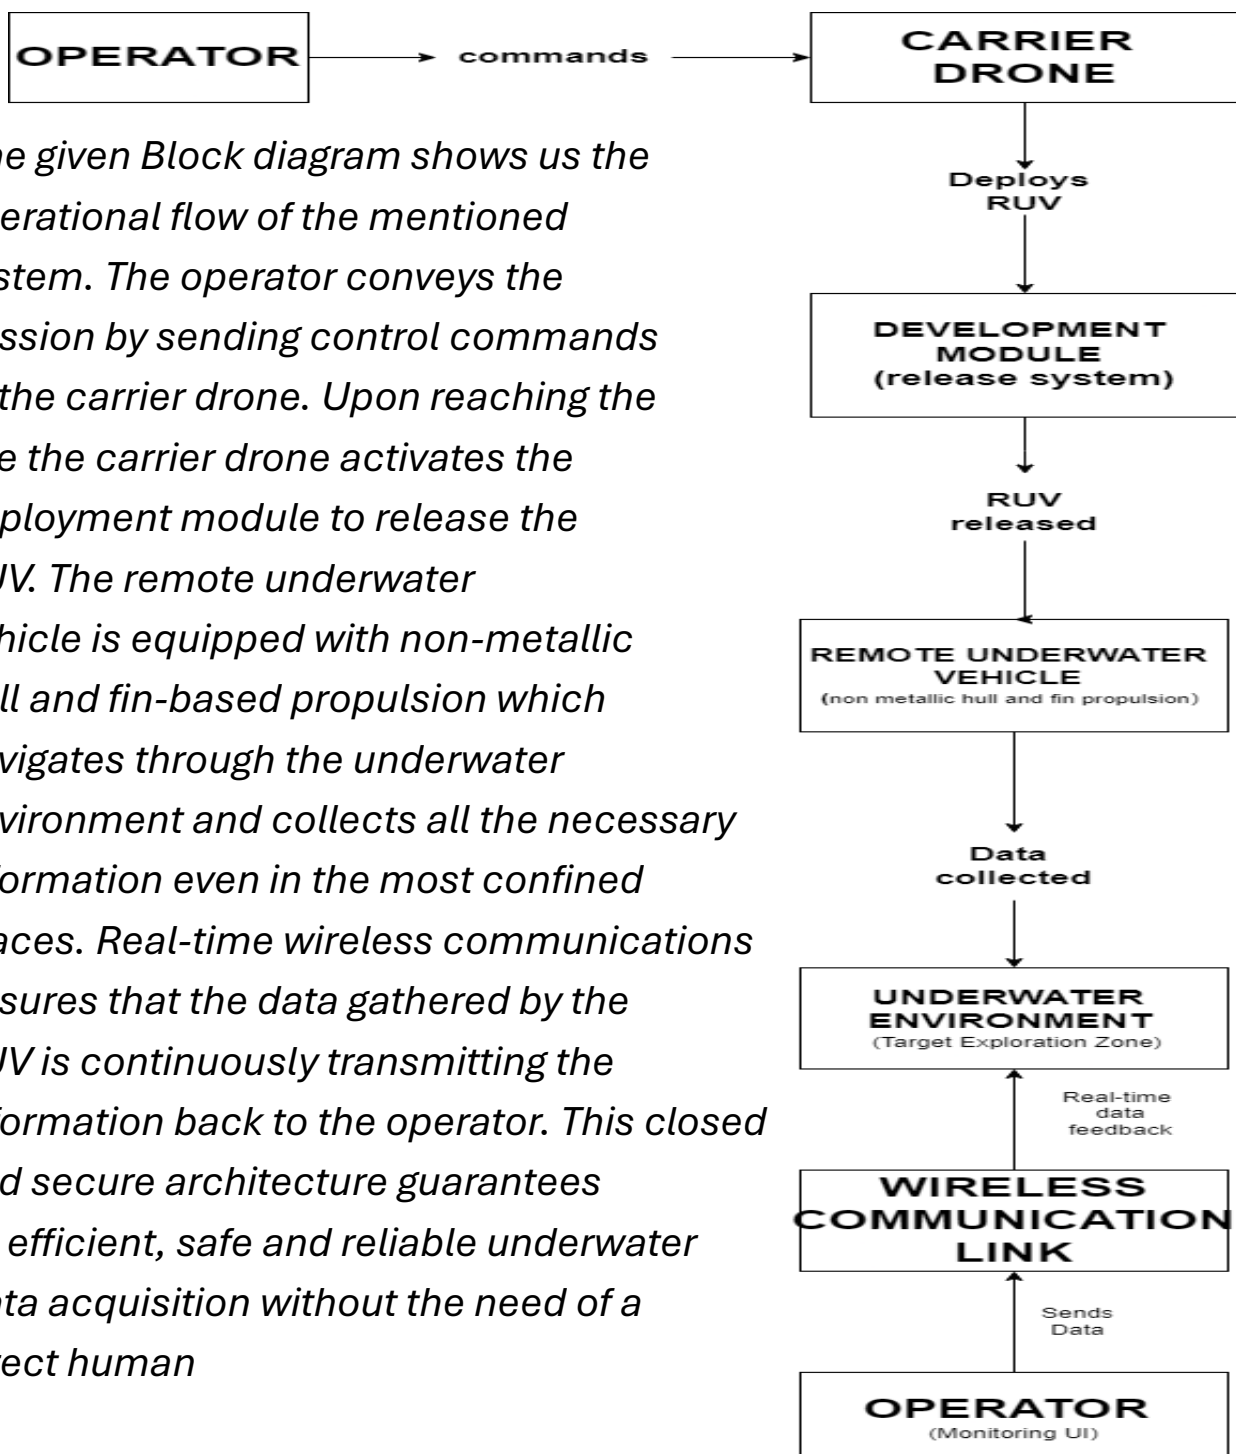 OPERATOR
commands
CARRIER
DRONE
he given Block diagram shows us the
erational flow of the mentioned
stem. The operator conveys the
ssion by sending control commands
the carrier drone. Upon reaching the
e the carrier drone activates the
ployment module to release the
UV. The remote underwater
hicle is equipped with non-metallic
ll and fin-based propulsion which
vigates through the underwater
vironment and collects all the necessary
formation even in the most confined
aces. Real-time wireless communications
sures that the data gathered by the
UV is continuously transmitting the
formation back to the operator. This closed
d secure architecture guarantees
efficient, safe and reliable underwater
ta acquisition without the need of a
rect human
Deploys
RUV
DEVELOPMENT
MODULE
(release system)
RUV
released
REMOTE UNDERWATER
VEHICLE
(non metallic hull and fin propulsion)
Data
collected
UNDERWATER
ENVIRONMENT
(Target Exploration Zone)
Real-time
data
feedback
WIRELESS
COMMUNICATION
LINK
Sends
Data
OPERATOR
(Monitoring UI)